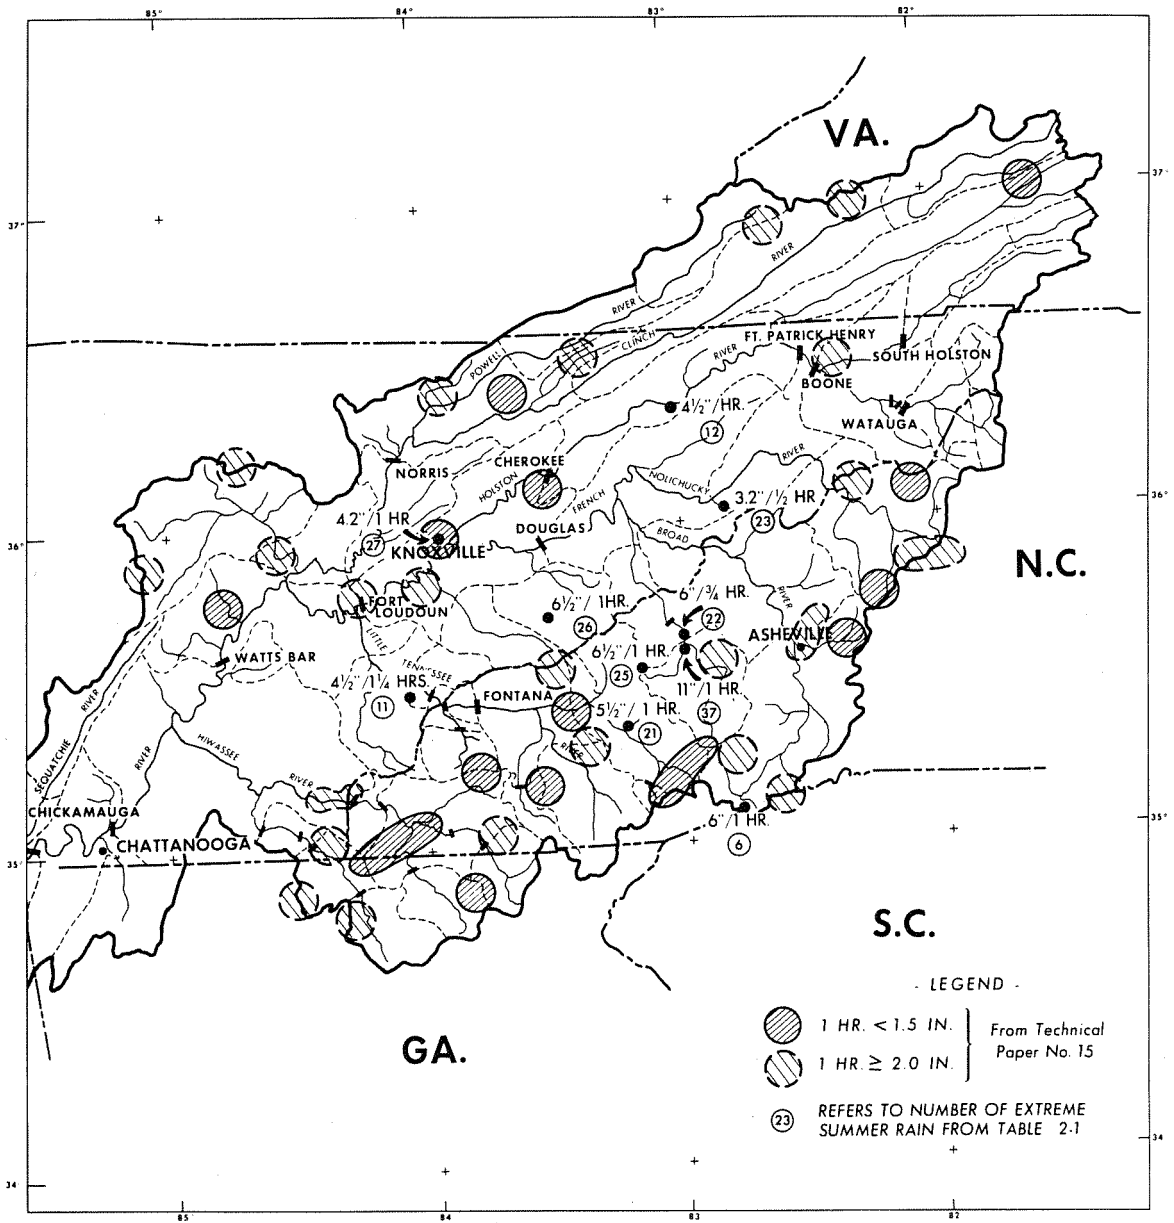 85° 84° 83° 82°
VA.
37°
37°
RIVER
RIVER
FT. PATRICK HENRY
RIVER
CLINCH
SOUTH HOLSTON
POWELL
BOONE
4½"/HR.
12
WATAUGA
NORRIS
CHEROKEE
HOLSTON
RIVER
NOLICHUCKY
36°
FRENCH
3.2"/½ HR
23
4.2"/1 HR
27
DOUGLAS
BROAD
36°
KNOXVILLE
N.C.
FORT
LOUDOUN
6½"/1HR.
26
6"/¾ HR.
22
RIVER
ASHEVILLE
LITTLE
6½"/1 HR.
25
WATTS BAR
TENNESSEE
4½"/1¼ HRS.
11
FONTANA
11"/1 HR.
37
5½"/1 HR.
21
RIVER
RIVER
HIWASSEE
RIVER
RIVER
SEQUATCHIE
CHICKAMAUGA
35°
6"/1 HR.
6
CHATTANOOGA
35°
S.C.
- LEGEND -
1 HR. < 1.5 IN.
From Technical
Paper No. 15
1 HR. ≥ 2.0 IN.
GA.
23
REFERS TO NUMBER OF EXTREME
SUMMER RAIN FROM TABLE 2-1
34
34
85 84 83 82